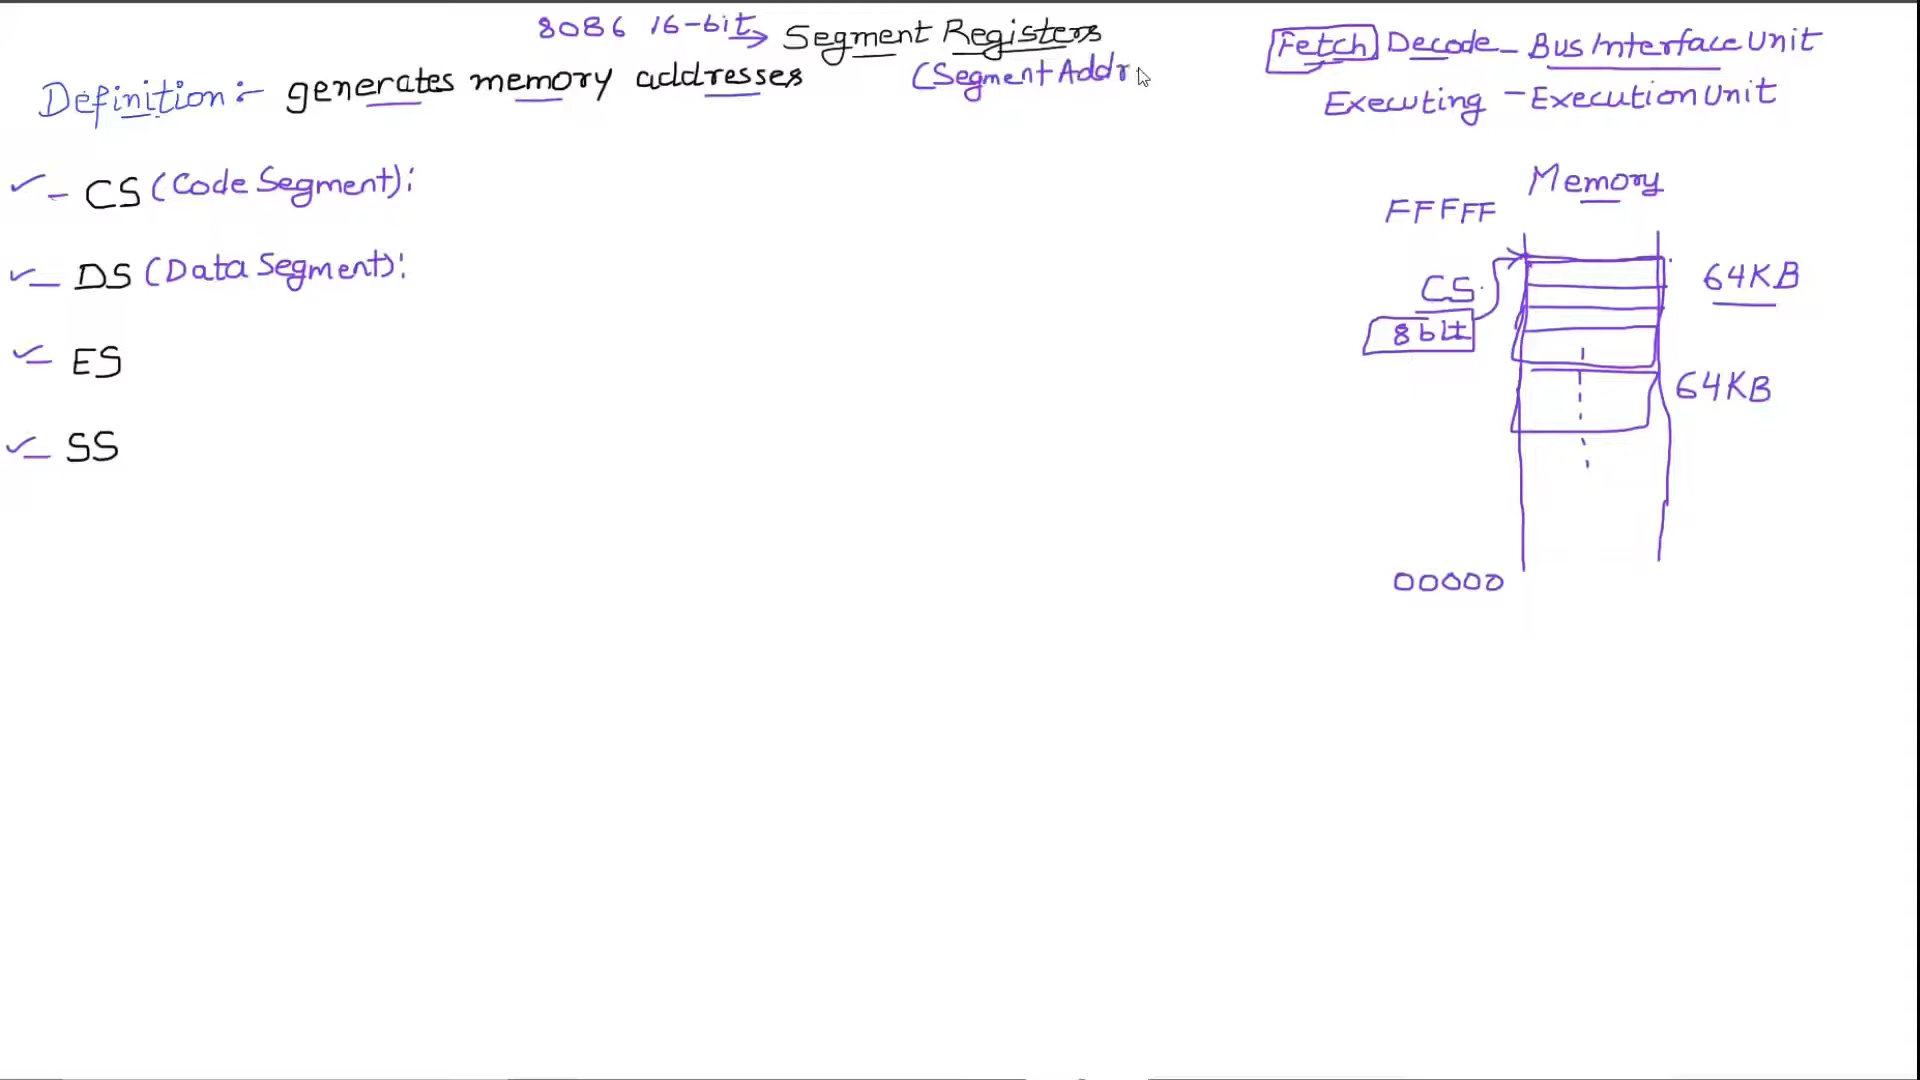 8086 16-bit → Segment Registers
Definition :- generates memory addresses (Segment Addr
Fetch Decode - Bus Interface Unit
Executing - Execution Unit
✓ - CS (Code Segment):
✓ - DS (Data Segment):
✓ - ES
✓ - SS
Memory
FFFFF
CS
8 bit
64KB
64KB
00000